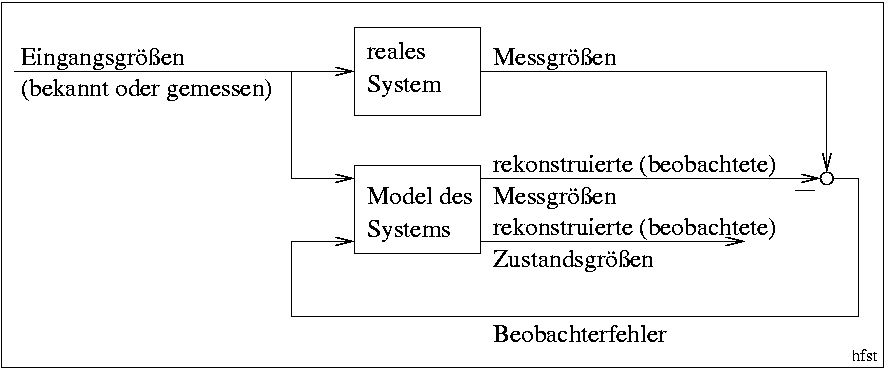 Eingangsgrößen
(bekannt oder gemessen)
reales
System
Messgrößen
Model des
Systems
rekonstruierte (beobachtete)
Messgrößen
rekonstruierte (beobachtete)
Zustandsgrößen
Beobachterfehler
hfst